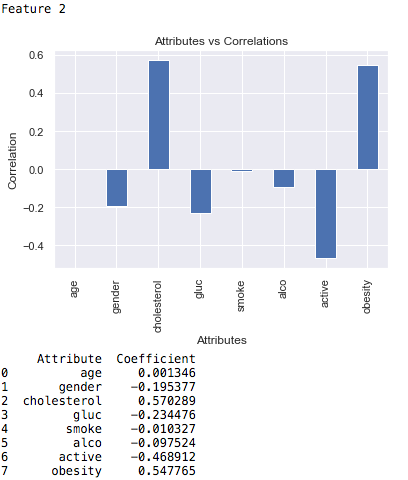 Feature 2
Attributes vs Correlations
Correlation
0.6
0.4
0.2
0.0
−0.2
−0.4
age
gender
cholesterol
gluc
smoke
alco
active
obesity
Attributes
Attribute Coefficient
0 age 0.001346
1 gender -0.195377
2 cholesterol 0.570289
3 gluc -0.234476
4 smoke -0.010327
5 alco -0.097524
6 active -0.468912
7 obesity 0.547765